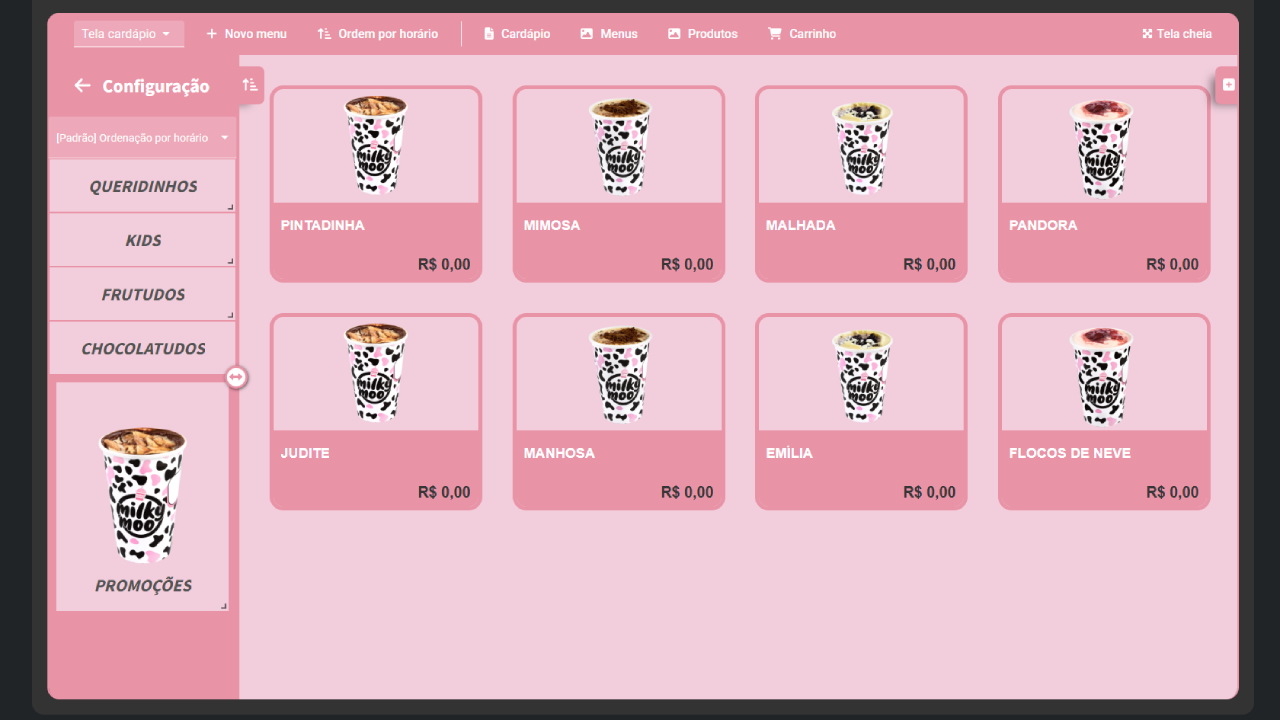 Tela cardápio
Novo menu
Ordem por horário
Cardápio
Menus
Produtos
Carrinho
Tela cheia
Configuração
[Padrão] Ordenação por horário
QUERIDINHOS
KIDS
FRUTUDOS
CHOCOLATUDOS
milky
moo
PROMOÇÕES
milky
moo
PINTADINHA
R$ 0,00
milky
moo
MIMOSA
R$ 0,00
milky
moo
MALHADA
R$ 0,00
milky
moo
PANDORA
R$ 0,00
milky
moo
JUDITE
R$ 0,00
milky
moo
MANHOSA
R$ 0,00
milky
moo
EMÍLIA
R$ 0,00
milky
moo
FLOCOS DE NEVE
R$ 0,00